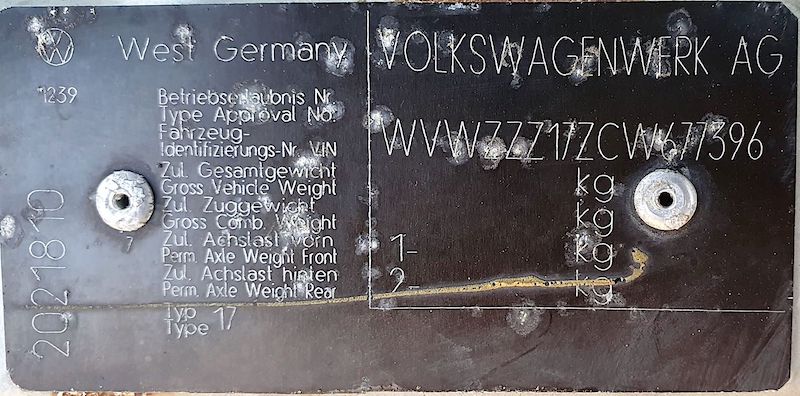 West Germany VOLKSWAGENWERK AG
1239
Betriebserlaubnis Nr.
Type Approval No.
Fahrzeug-
Identifizierungs-Nr. VIN WVWZZZ17ZCW677396
Zul. Gesamtgewicht
Gross Vehicle Weight kg
Zul. Zuggewicht
Gross Comb. Weight kg
Zul. Achslast vorn
Perm. Axle Weight Front 1- kg
Zul. Achslast hinten
Perm. Axle Weight Rear 2- kg
Typ
Type 17
2021810
7